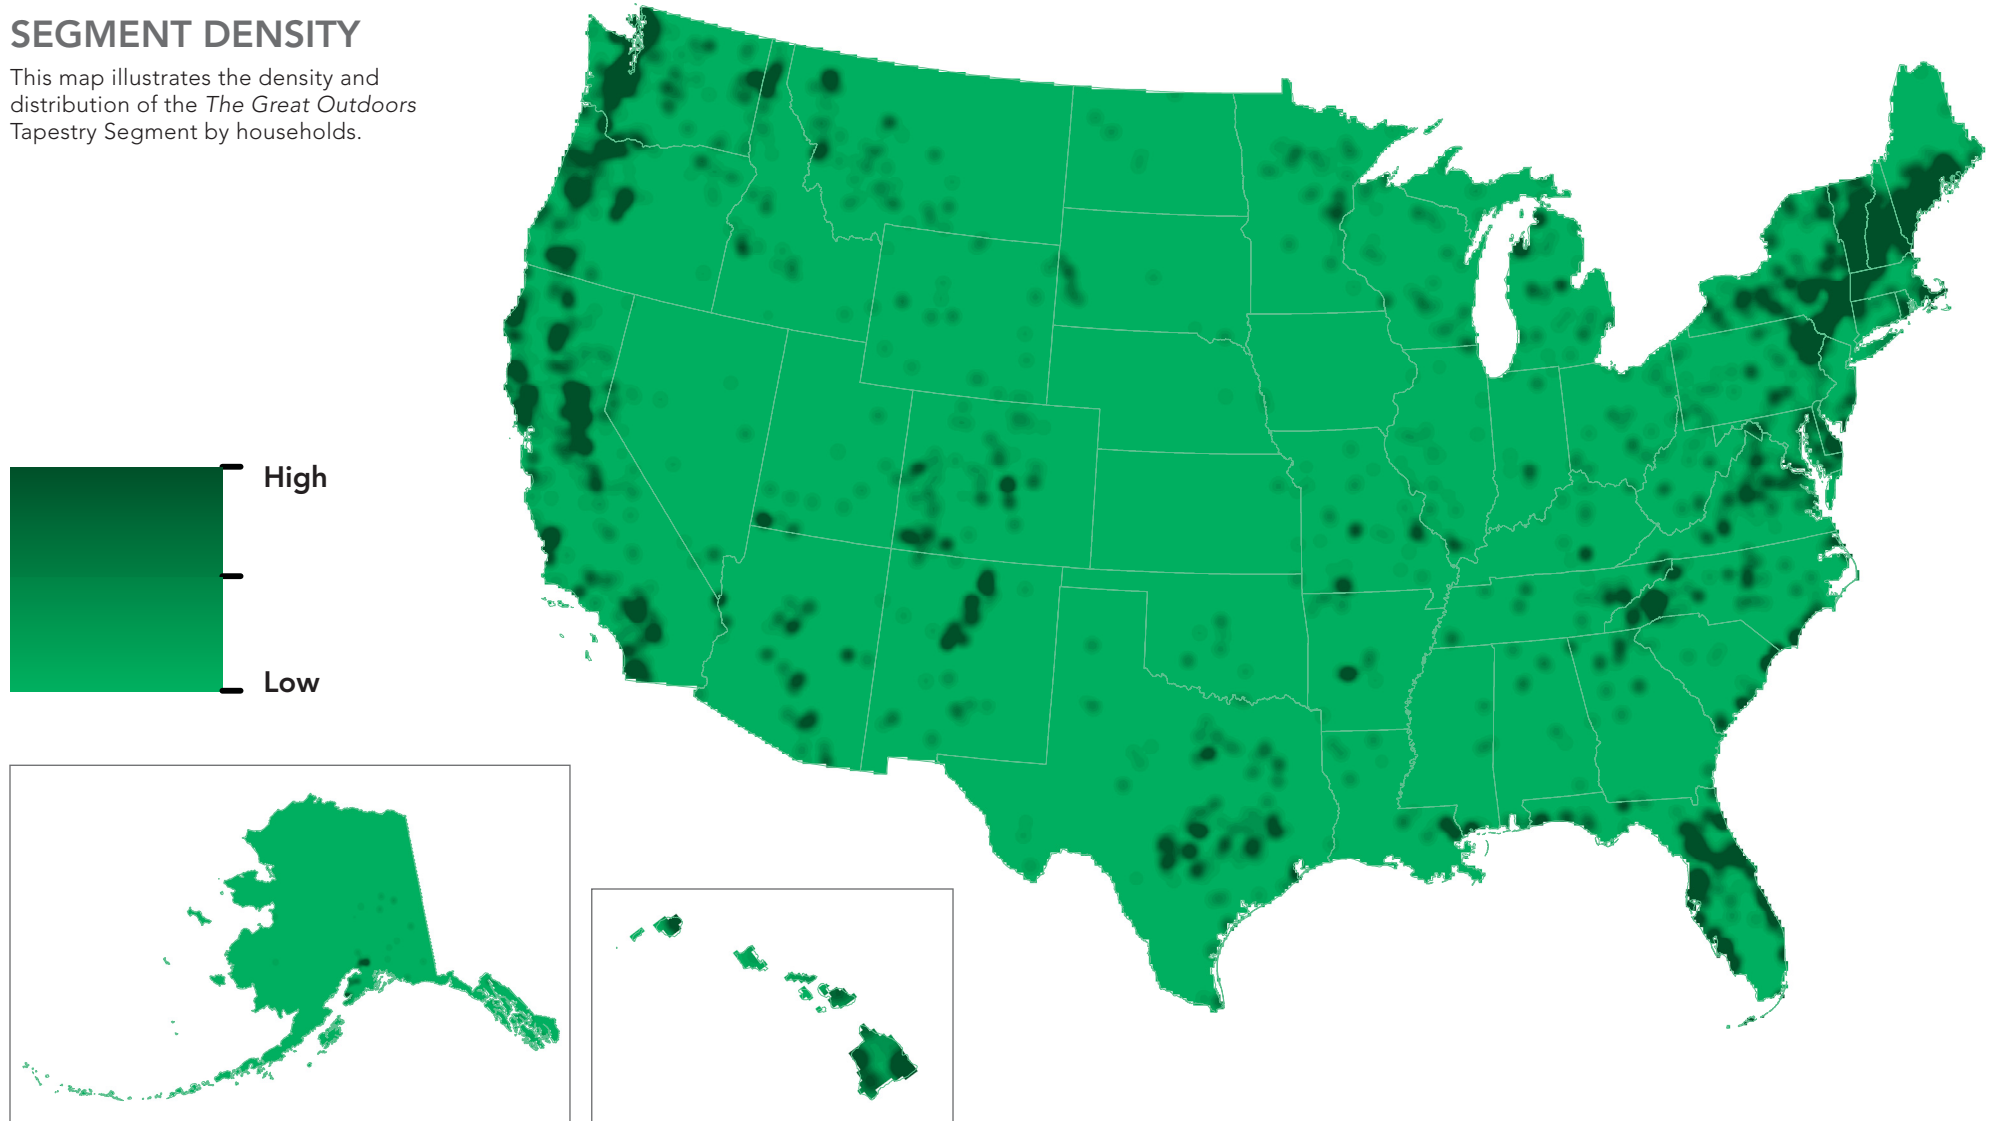 SEGMENT DENSITY
This map illustrates the density and
distribution of the The Great Outdoors
Tapestry Segment by households.
High
Low